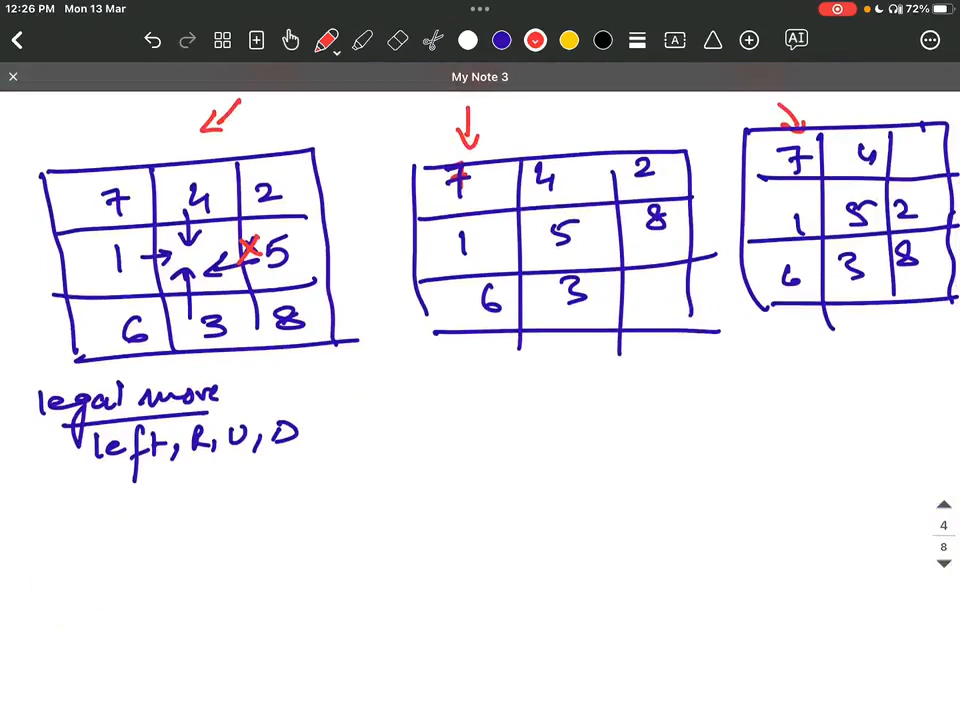 12:26 PM Mon 13 Mar
72%
AI
A
My Note 3
7 4 2
1 5
6 3 8
7 4 2
1 5 8
6 3
7 4
1 5 2
6 3 8
legal move
left, R, U, D
4
8